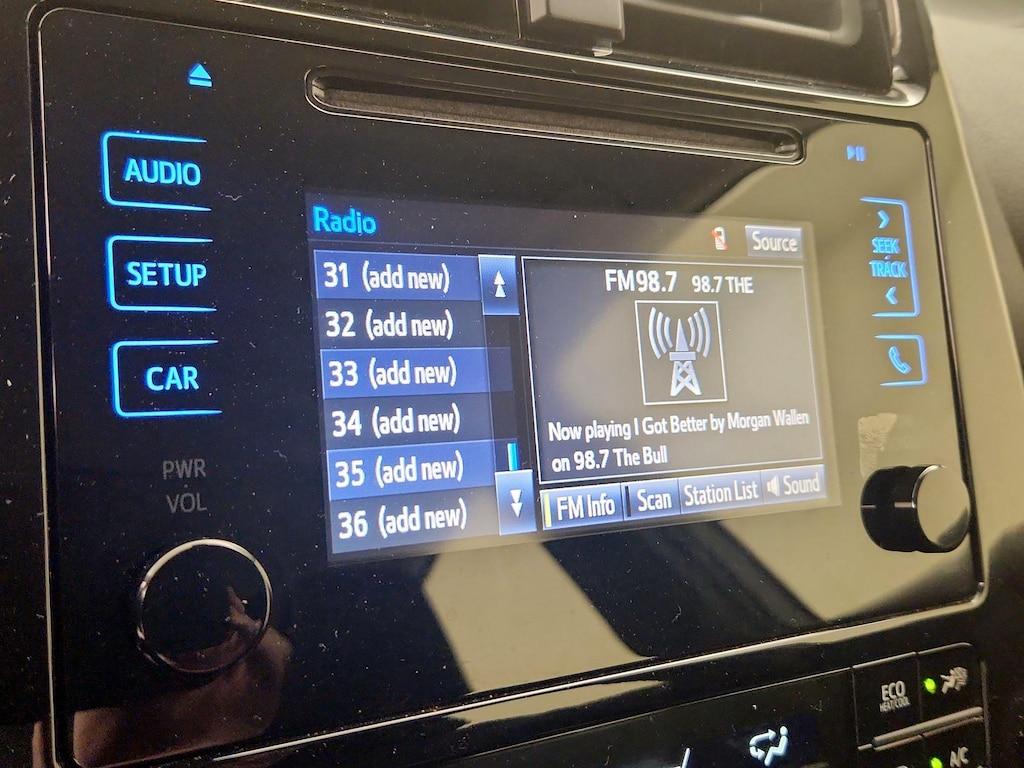 AUDIO
SETUP
CAR
PWR
VOL
Radio
Source
31 (add new)
32 (add new)
33 (add new)
34 (add new)
35 (add new)
36 (add new)
FM98.7 98.7 THE
Now playing I Got Better by Morgan Wallen
on 98.7 The Bull
FM Info Scan Station List Sound
SEEK
TRACK
ECO
HEAT/COOL
A/C